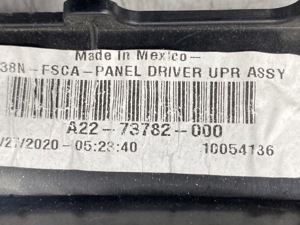 Made In Mexico
38N-FSCA-PANEL DRIVER UPR ASSY
A22-73782-000
/27/2020-05:23:40 10054136